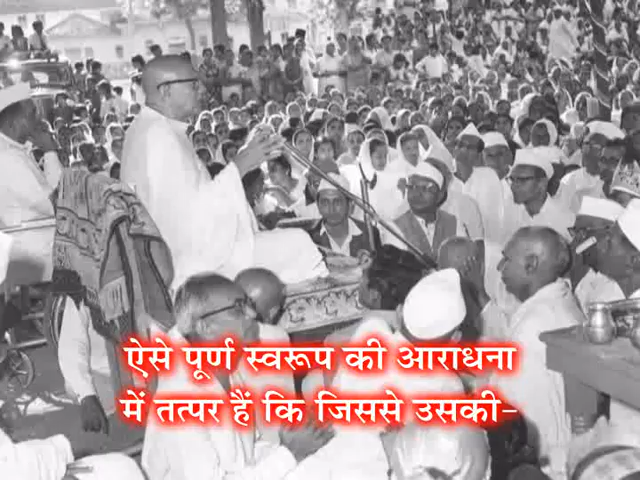 ऐसे पूर्ण स्वरूप की आराधना
में तत्पर हैं कि जिससे उसकी-